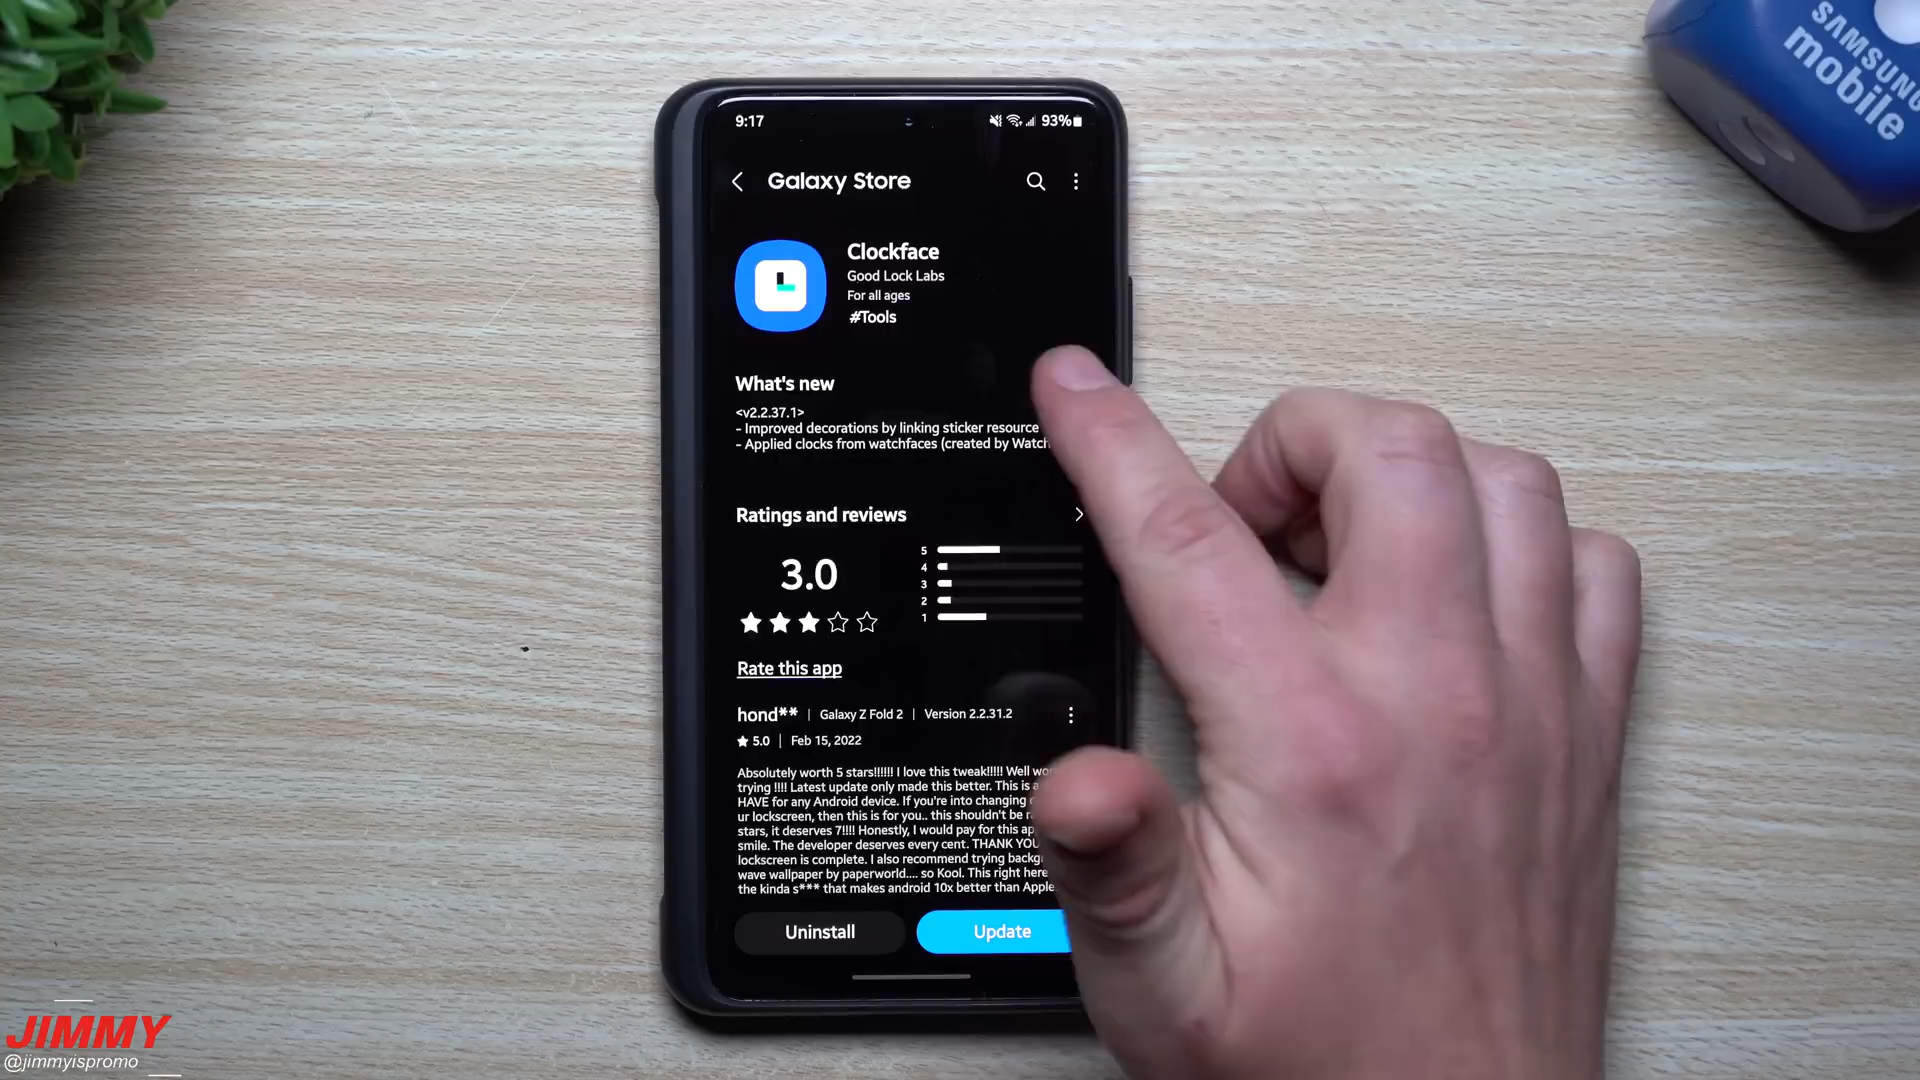 SAMSUNG
mobile
9:17
93%
Galaxy Store
Clockface
Good Lock Labs
For all ages
#Tools
What's new
<v2.2.37.1>
- Improved decorations by linking sticker resource
- Applied clocks from watchfaces (created by Watch
Ratings and reviews
3.0
5
4
3
2
1
Rate this app
hond** | Galaxy Z Fold 2 | Version 2.2.31.2
5.0 | Feb 15, 2022
Absolutely worth 5 stars!!!!!! I love this tweak!!!!! Well
trying !!!! Latest update only made this better. This is
HAVE for any Android device. If you're into changing
ur lockscreen, then this is for you.. this shouldn't be
stars, it deserves 7!!!! Honestly, I would pay for this
smile. The developer deserves every cent. THANK YOU
lockscreen is complete. I also recommend trying
wave wallpaper by paperworld.... so Kool. This right here
the kinda s*** that makes android 10x better than Apple
Uninstall
Update
JIMMY
@jimmyispromo